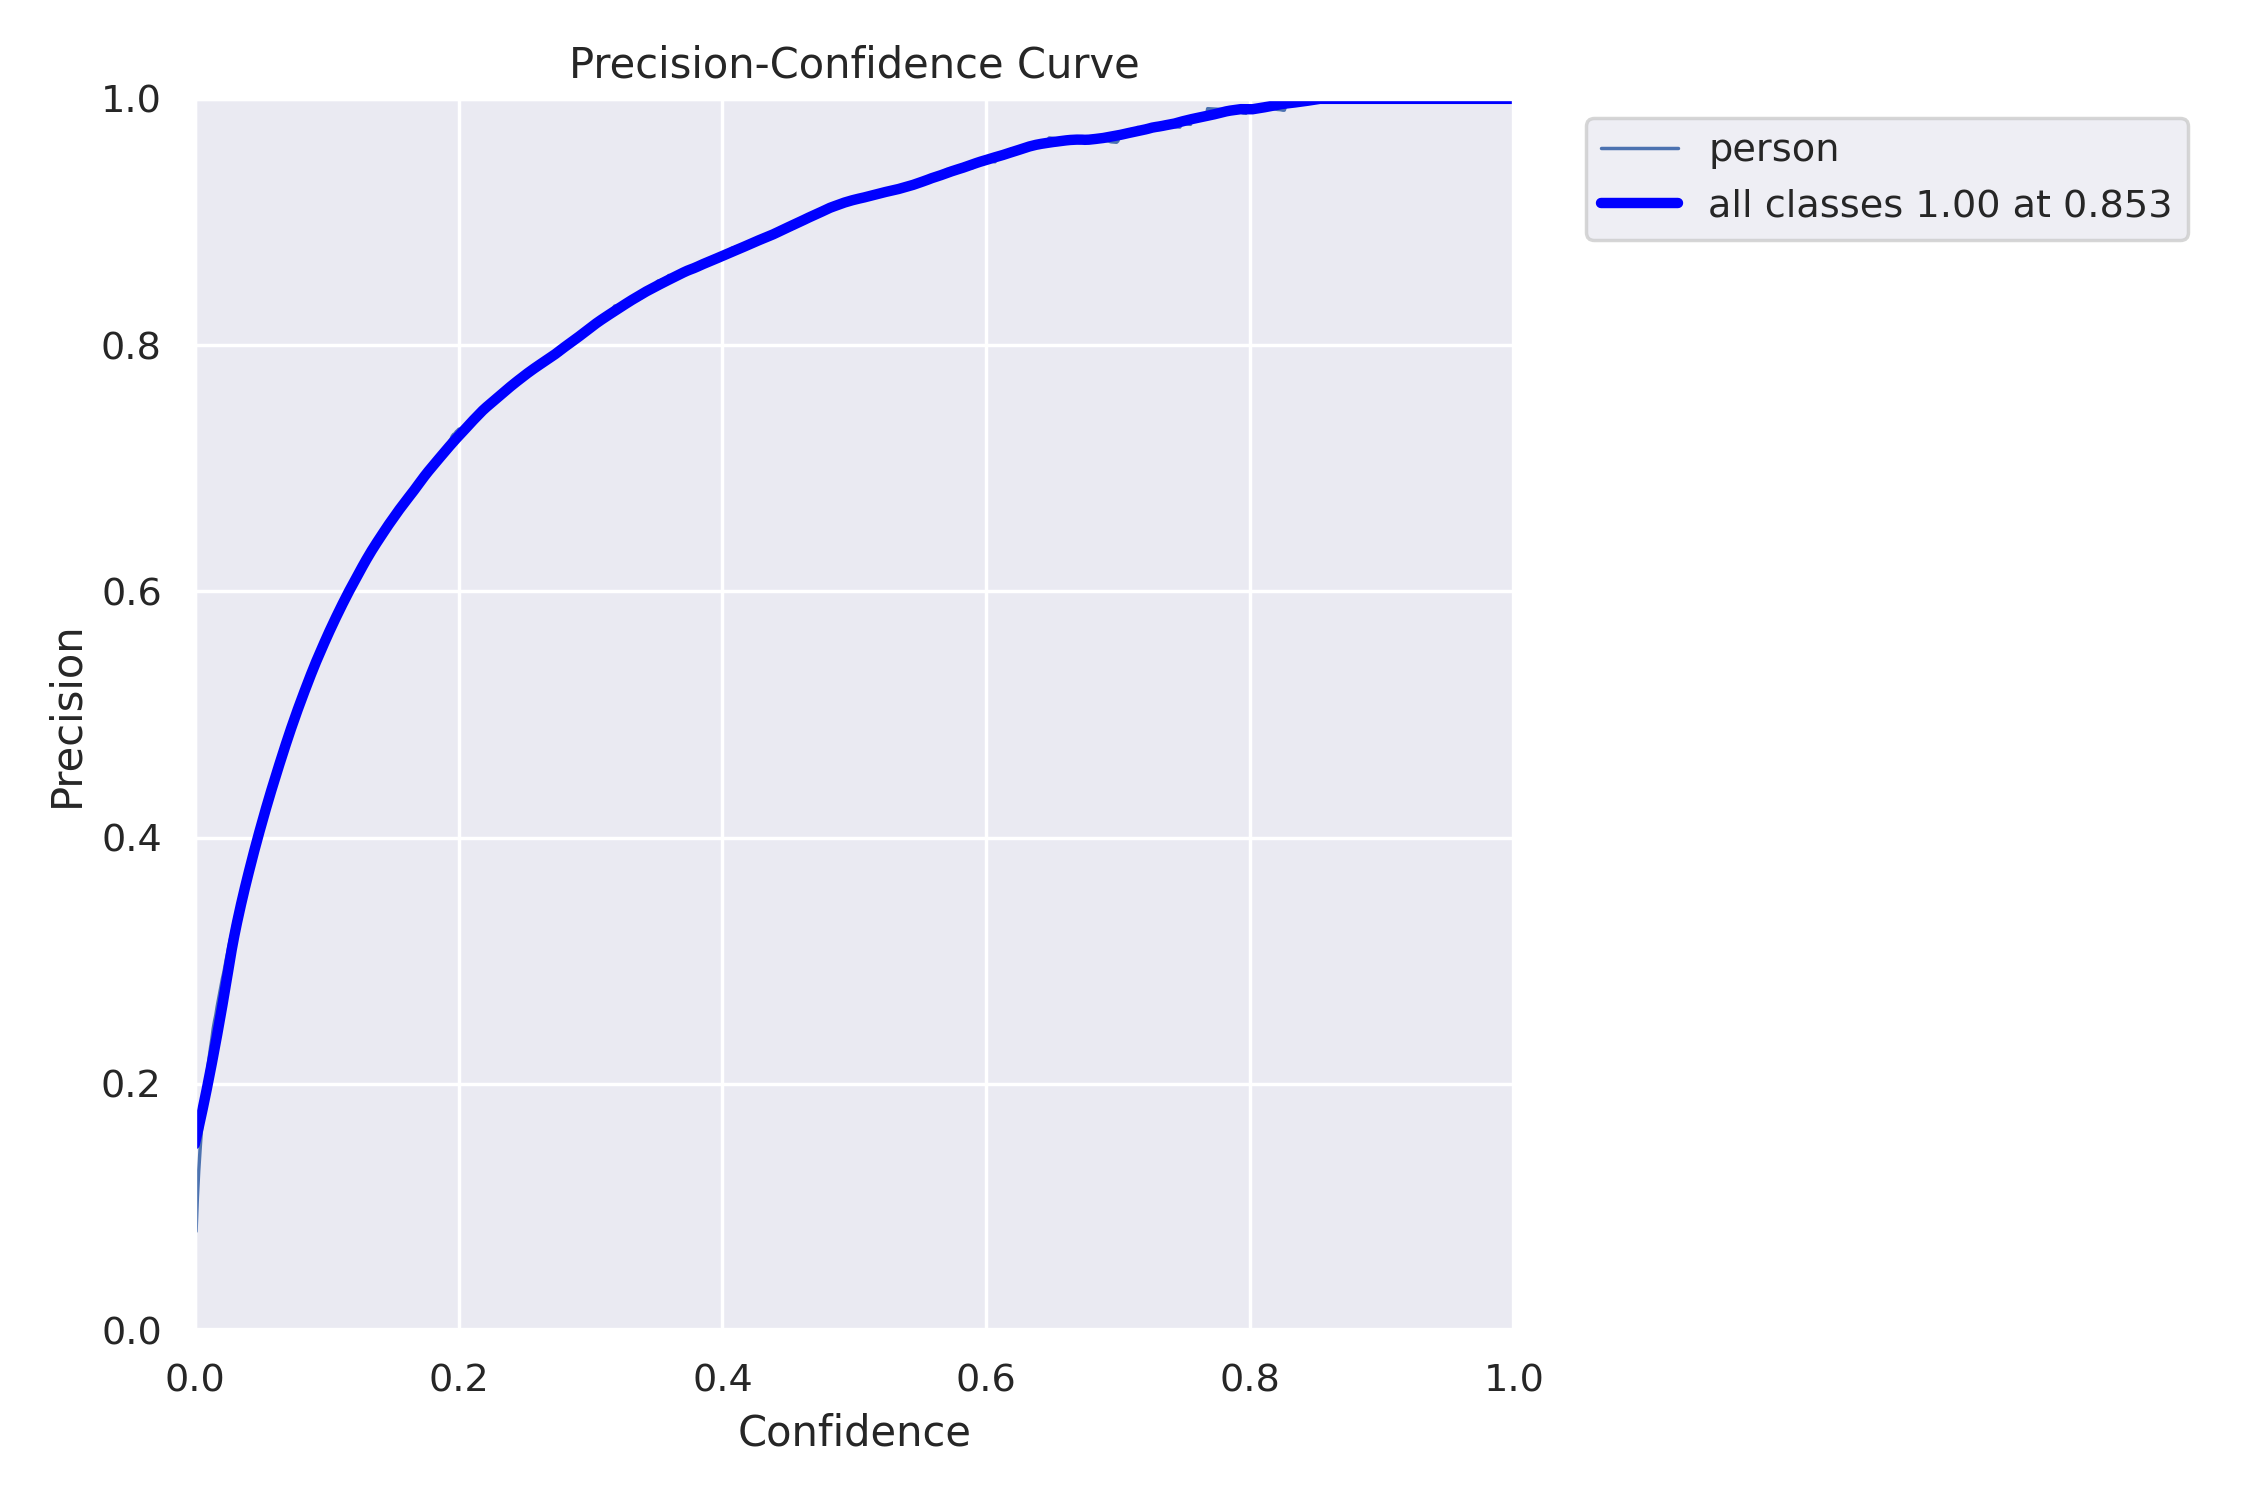 Precision-Confidence Curve
1.0
0.8
0.6
0.4
0.2
0.0
Precision
0.0 0.2 0.4 0.6 0.8 1.0
Confidence
person
all classes 1.00 at 0.853